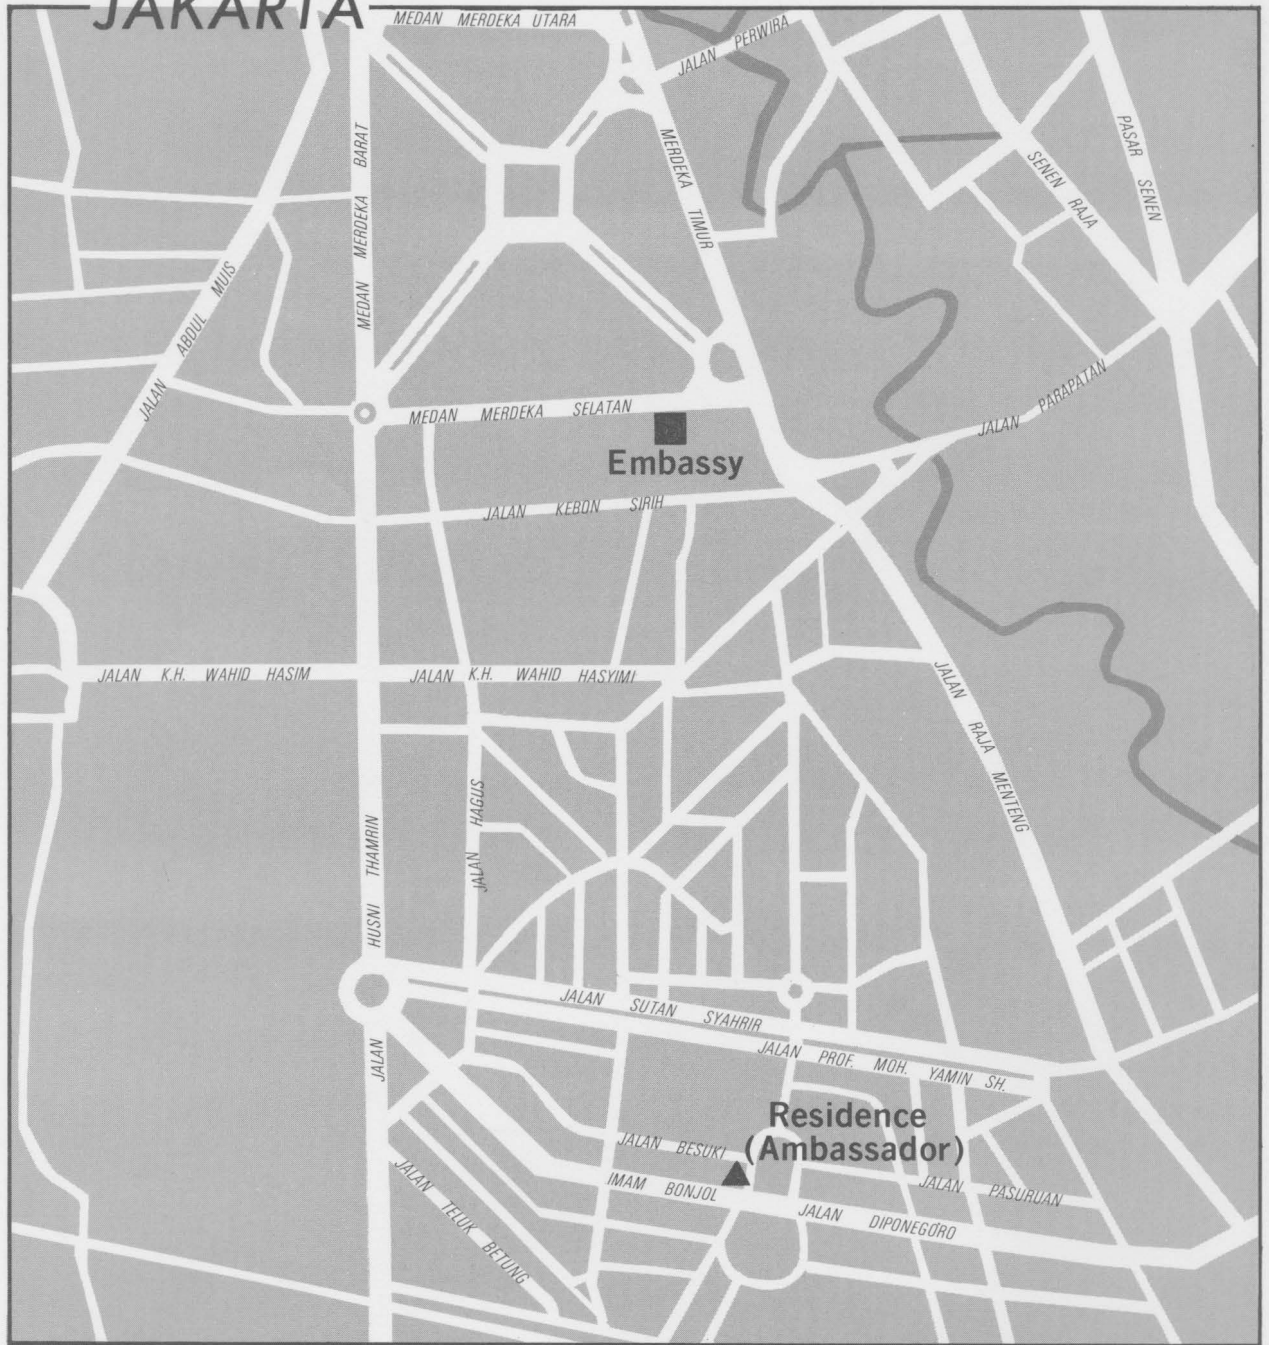 JAKARTA
MEDAN MERDEKA UTARA
JALAN PERWIRA
MEDAN MERDEKA BARAT
MERDEKA TIMUR
PASAR SENEN
SENEN RAJA
JALAN ABDUL MUIS
MEDAN MERDEKA SELATAN
JALAN PARAPATAN
Embassy
JALAN KEBON SIRIH
JALAN K.H. WAHID HASIM
JALAN K.H. WAHID HASYIMI
JALAN RAJA MENTENG
JALAN HAGUS
JALAN HUSNI THAMRIN
JALAN SUTAN SYAHRIR
JALAN PROF. MOH. YAMIN SH.
Residence
(Ambassador)
JALAN BESUKI
IMAM BONJOL
JALAN PASURUAN
JALAN DIPONEGORO
JALAN TELUK BETUNG